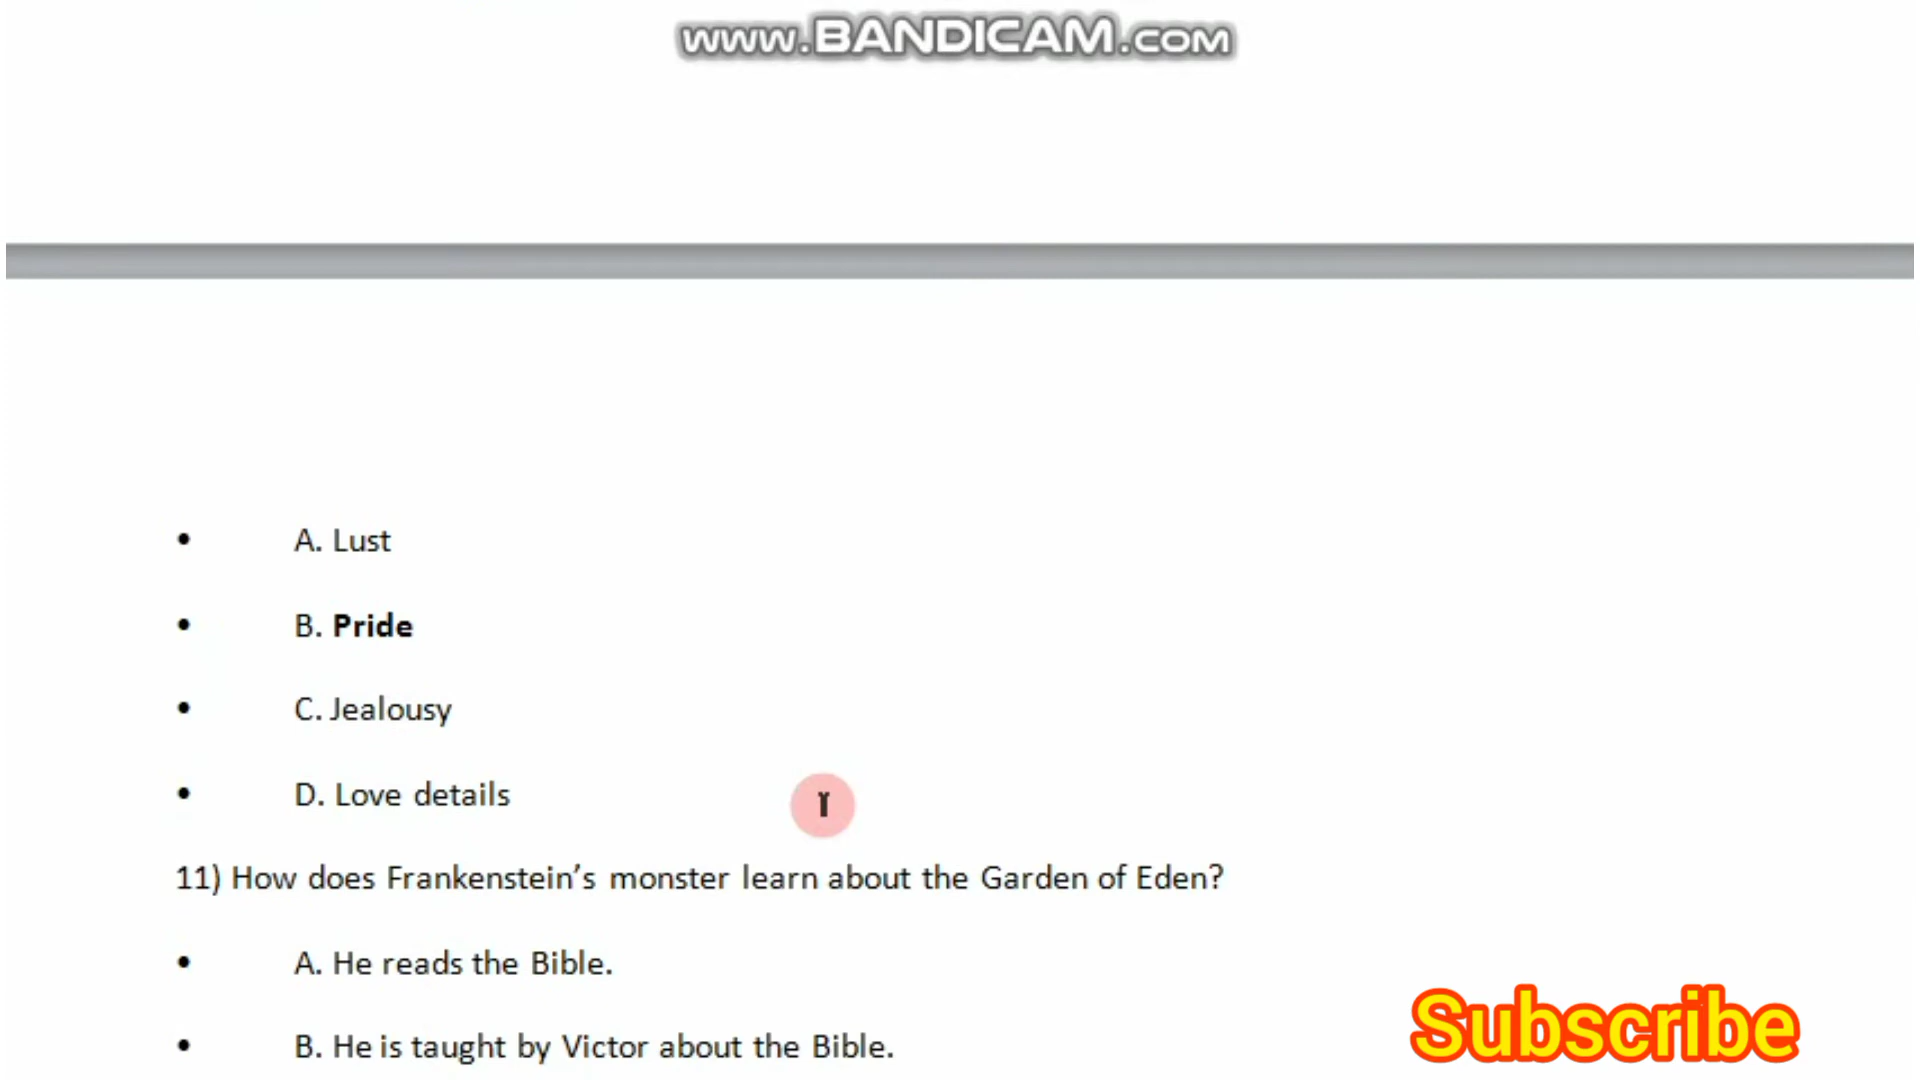 www.BANDICAM.com
• A. Lust
• B. Pride
• C. Jealousy
• D. Love details
11) How does Frankenstein’s monster learn about the Garden of Eden?
• A. He reads the Bible.
• B. He is taught by Victor about the Bible.
Subscribe